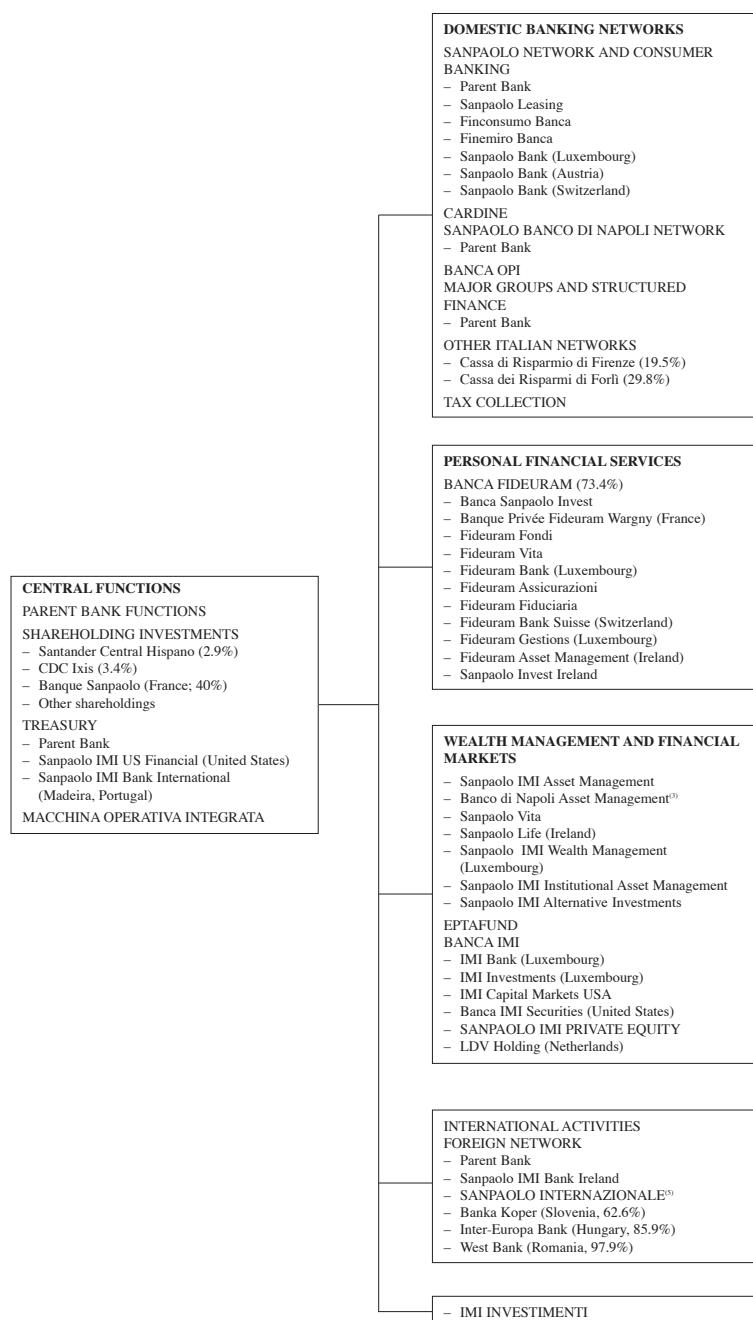 DOMESTIC BANKING NETWORKS
SANPAOLO NETWORK AND CONSUMER
BANKING
– Parent Bank
– Sanpaolo Leasing
– Finconsumo Banca
– Finemiro Banca
– Sanpaolo Bank (Luxembourg)
– Sanpaolo Bank (Austria)
– Sanpaolo Bank (Switzerland)
CARDINE
SANPAOLO BANCO DI NAPOLI NETWORK
– Parent Bank
BANCA OPI
MAJOR GROUPS AND STRUCTURED
FINANCE
– Parent Bank
OTHER ITALIAN NETWORKS
– Cassa di Risparmio di Firenze (19.5%)
– Cassa dei Risparmi di Forlì (29.8%)
TAX COLLECTION
PERSONAL FINANCIAL SERVICES
BANCA FIDEURAM (73.4%)
– Banca Sanpaolo Invest
– Banque Privée Fideuram Wargny (France)
– Fideuram Fondi
– Fideuram Vita
– Fideuram Bank (Luxembourg)
– Fideuram Assicurazioni
– Fideuram Fiduciaria
– Fideuram Bank Suisse (Switzerland)
– Fideuram Gestions (Luxembourg)
– Fideuram Asset Management (Ireland)
– Sanpaolo Invest Ireland
CENTRAL FUNCTIONS
PARENT BANK FUNCTIONS
SHAREHOLDING INVESTMENTS
– Santander Central Hispano (2.9%)
– CDC Ixis (3.4%)
– Banque Sanpaolo (France; 40%)
– Other shareholdings
TREASURY
– Parent Bank
– Sanpaolo IMI US Financial (United States)
– Sanpaolo IMI Bank International
(Madeira, Portugal)
MACCHINA OPERATIVA INTEGRATA
WEALTH MANAGEMENT AND FINANCIAL
MARKETS
– Sanpaolo IMI Asset Management
– Banco di Napoli Asset Management(3)
– Sanpaolo Vita
– Sanpaolo Life (Ireland)
– Sanpaolo IMI Wealth Management
(Luxembourg)
– Sanpaolo IMI Institutional Asset Management
– Sanpaolo IMI Alternative Investments
EPTAFUND
BANCA IMI
– IMI Bank (Luxembourg)
– IMI Investments (Luxembourg)
– IMI Capital Markets USA
– Banca IMI Securities (United States)
– SANPAOLO IMI PRIVATE EQUITY
– LDV Holding (Netherlands)
INTERNATIONAL ACTIVITIES
FOREIGN NETWORK
– Parent Bank
– Sanpaolo IMI Bank Ireland
– SANPAOLO INTERNAZIONALE(5)
– Banka Koper (Slovenia, 62.6%)
– Inter-Europa Bank (Hungary, 85.9%)
– West Bank (Romania, 97.9%)
– IMI INVESTIMENTI